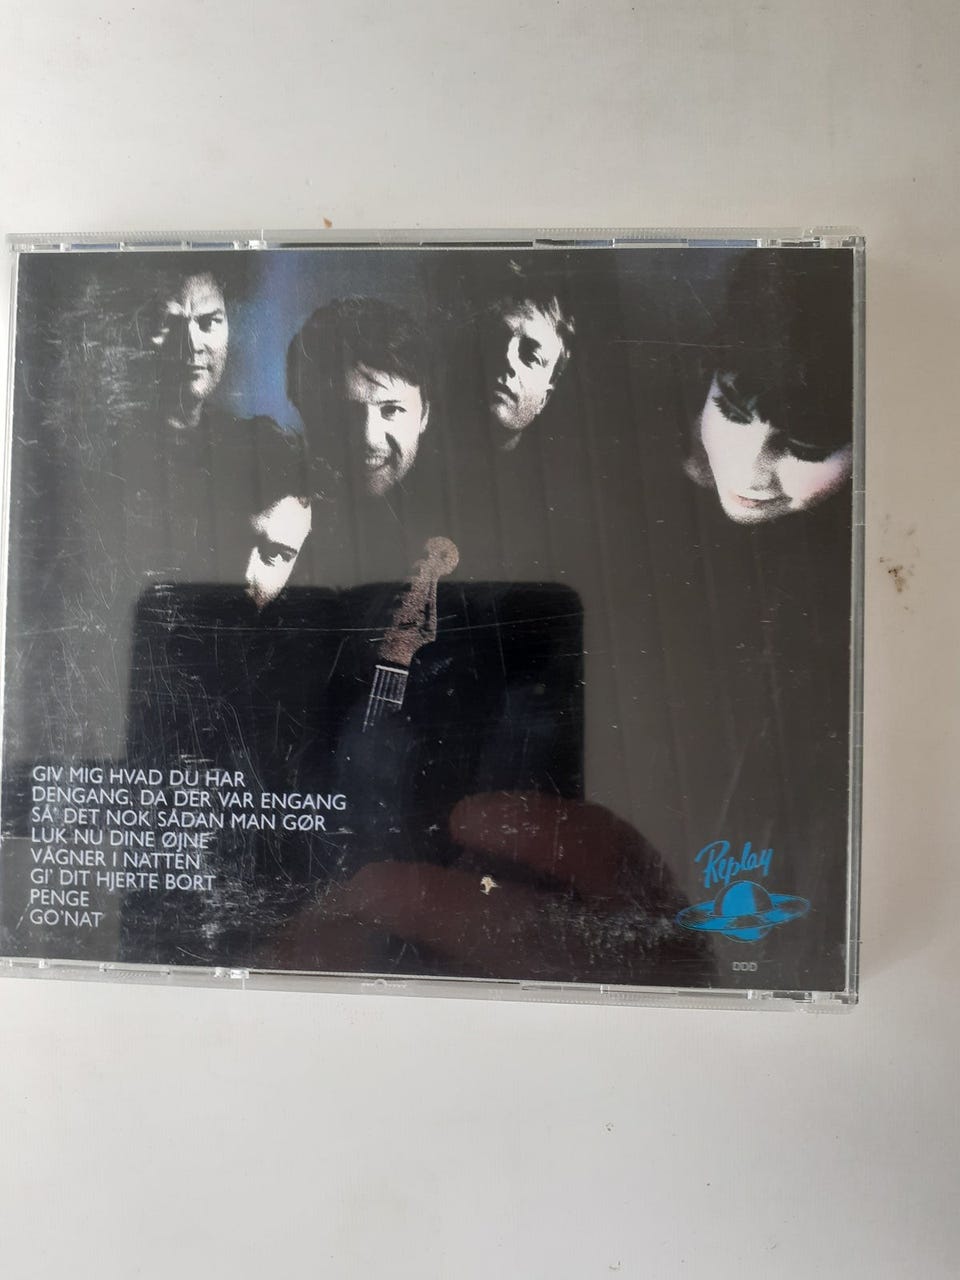 GIV MIG HVAD DU HAR
DENGANG, DA DER VAR ENGANG
SÅ' DET NOK SÅDAN MAN GØR
LUK NU DINE ØJNE
VÅGNER I NATTEN
GI' DIT HJERTE BORT
PENGE
GO'NAT
Replay
DDD